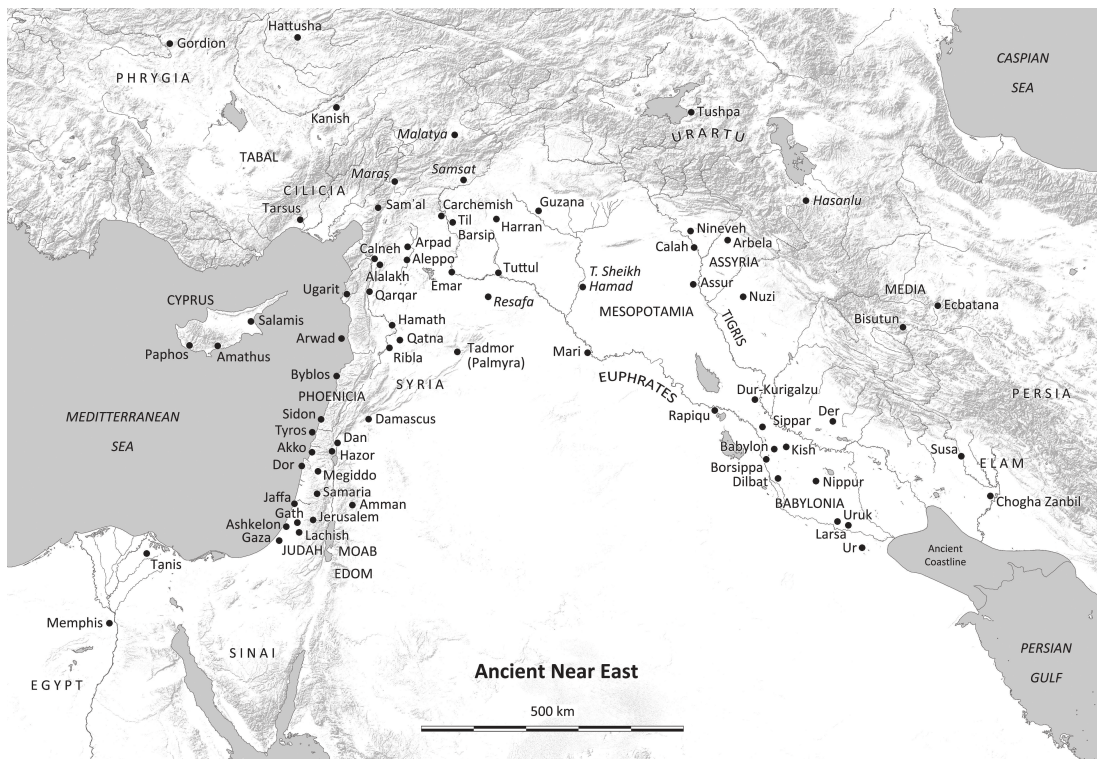 Hattusha
Gordion
CASPIAN
SEA
PHRYGIA
Kanish
Tushpa
Malatya
URARTU
TABAL
Maraş
Samsat
CILICIA
Hasanlu
Tarsus
Sam'al
Carchemish
Guzana
Til
Barsip
Harran
Nineveh
Arbela
Calah
Arpad
Calneh
Aleppo
ASSYRIA
Alalakh
Tuttul
T. Sheikh
Hamad
Emar
Assur
Ugarit
Qarqar
Resafa
Nuzi
MEDIA
Ecbatana
CYPRUS
MESOPOTAMIA
Bisutun
Salamis
Hamath
TIGRIS
Arwad
Qatna
Paphos
Amathus
Ribla
Tadmor
(Palmyra)
Mari
Byblos
SYRIA
EUPHRATES
Dur-Kurigalzu
PERSIA
PHOENICIA
MEDITERRANEAN
SEA
Sidon
Damascus
Rapiqu
Der
Sippar
Tyros
Dan
Akko
Hazor
Babylon
Kish
Susa
Dor
Borsippa
ELAM
Megiddo
Dilbat
Nippur
Samaria
Chogha Zanbil
Jaffa
Amman
BABYLONIA
Gath
Jerusalem
Uruk
Ashkelon
Lachish
Larsa
Gaza
JUDAH
MOAB
Ur
Ancient
Coastline
Tanis
EDOM
Memphis
SINAI
PERSIAN
GULF
EGYPT
Ancient Near East
500 km